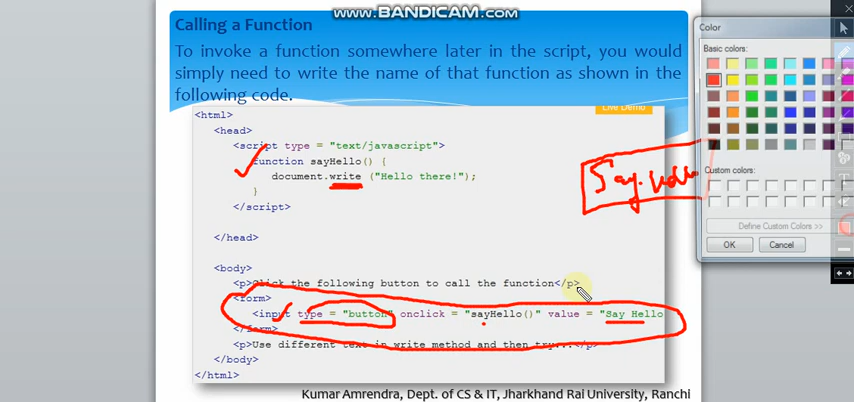 www.BANDICAM.com
Calling a Function
To invoke a function somewhere later in the script, you would
simply need to write the name of that function as shown in the
following code.
Live Demo
<html>
<head>
<script type = "text/javascript">
function sayHello() {
document.write ("Hello there!");
}
</script>
</head>
<body>
<p>Click the following button to call the function</p>
<form>
<input type = "button" onclick = "sayHello()" value = "Say Hello
</form>
<p>Use different text in write method and then try...</p>
</body>
</html>
Kumar Amrendra, Dept. of CS & IT, Jharkhand Rai University, Ranchi
Say
Color
Basic colors:
Custom colors:
Define Custom Colors >>
OK Cancel